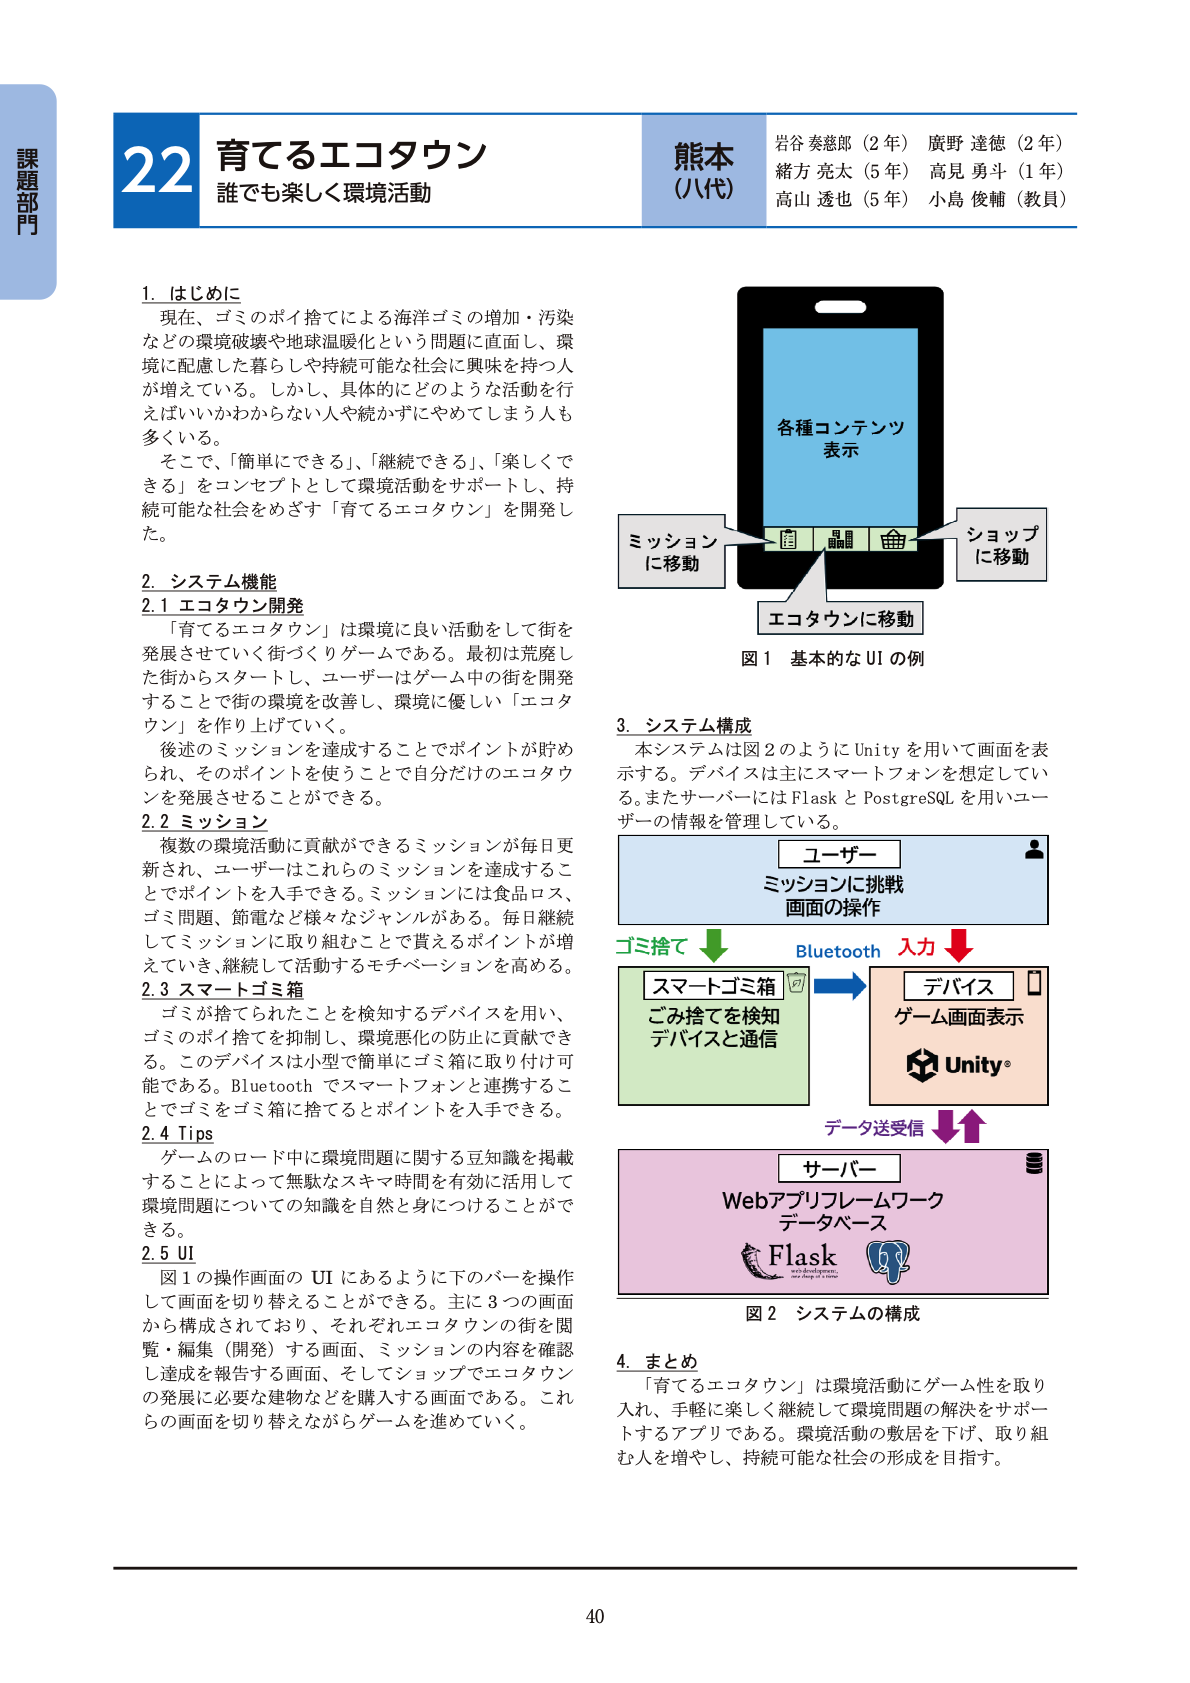 課題部門
22
育てるエコタウン
誰でも楽しく環境活動
熊本
（八代）
岩谷 奏慈郎（2 年） 廣野 達徳（2 年）
緒方 亮太（5 年） 高見 勇斗（1 年）
高山 透也（5 年） 小島 俊輔（教員）
1. はじめに
現在、ゴミのポイ捨てによる海洋ゴミの増加・汚染
などの環境破壊や地球温暖化という問題に直面し、環
境に配慮した暮らしや持続可能な社会に興味を持つ人
が増えている。しかし、具体的にどのような活動を行
えばいいかわからない人や続かずにやめてしまう人も
多くいる。
そこで、「簡単にできる」、「継続できる」、「楽しくで
きる」をコンセプトとして環境活動をサポートし、持
続可能な社会をめざす「育てるエコタウン」を開発し
た。
2. システム機能
2.1 エコタウン開発
「育てるエコタウン」は環境に良い活動をして街を
発展させていく街づくりゲームである。最初は荒廃し
た街からスタートし、ユーザーはゲーム中の街を開発
することで街の環境を改善し、環境に優しい「エコタ
ウン」を作り上げていく。
後述のミッションを達成することでポイントが貯め
られ、そのポイントを使うことで自分だけのエコタウ
ンを発展させることができる。
2.2 ミッション
複数の環境活動に貢献ができるミッションが毎日更
新され、ユーザーはこれらのミッションを達成するこ
とでポイントを入手できる。ミッションには食品ロス、
ゴミ問題、節電など様々なジャンルがある。毎日継続
してミッションに取り組むことで貰えるポイントが増
えていき、継続して活動するモチベーションを高める。
2.3 スマートゴミ箱
ゴミが捨てられたことを検知するデバイスを用い、
ゴミのポイ捨てを抑制し、環境悪化の防止に貢献でき
る。このデバイスは小型で簡単にゴミ箱に取り付け可
能である。Bluetooth でスマートフォンと連携するこ
とでゴミをゴミ箱に捨てるとポイントを入手できる。
2.4 Tips
ゲームのロード中に環境問題に関する豆知識を掲載
することによって無駄なスキマ時間を有効に活用して
環境問題についての知識を自然と身につけることがで
きる。
2.5 UI
図１の操作画面の UI にあるように下のバーを操作
して画面を切り替えることができる。主に３つの画面
から構成されており、それぞれエコタウンの街を閲
覧・編集（開発）する画面、ミッションの内容を確認
し達成を報告する画面、そしてショップでエコタウン
の発展に必要な建物などを購入する画面である。これ
らの画面を切り替えながらゲームを進めていく。
各種コンテンツ
表示
ミッション
に移動
ショップ
に移動
エコタウンに移動
図１ 基本的な UI の例
3. システム構成
本システムは図２のように Unity を用いて画面を表
示する。デバイスは主にスマートフォンを想定してい
る。またサーバーには Flask と PostgreSQL を用いユー
ザーの情報を管理している。
ユーザー
ミッションに挑戦
画面の操作
ゴミ捨て
Bluetooth
入力
スマートゴミ箱
ごみ捨てを検知
デバイスと通信
デバイス
ゲーム画面表示
Unity®
データ送受信
サーバー
Webアプリフレームワーク
データベース
Flask
web development,
one drop at a time
図２ システムの構成
4. まとめ
「育てるエコタウン」は環境活動にゲーム性を取り
入れ、手軽に楽しく継続して環境問題の解決をサポー
トするアプリである。環境活動の敷居を下げ、取り組
む人を増やし、持続可能な社会の形成を目指す。
40